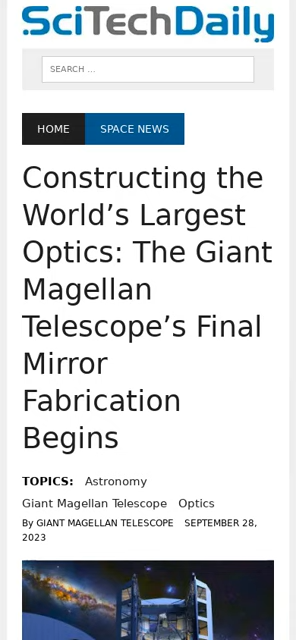 SciTechDaily
SEARCH ...
HOME SPACE NEWS
Constructing the
World’s Largest
Optics: The Giant
Magellan
Telescope’s Final
Mirror
Fabrication
Begins
TOPICS: Astronomy
Giant Magellan Telescope Optics
By GIANT MAGELLAN TELESCOPE SEPTEMBER 28,
2023